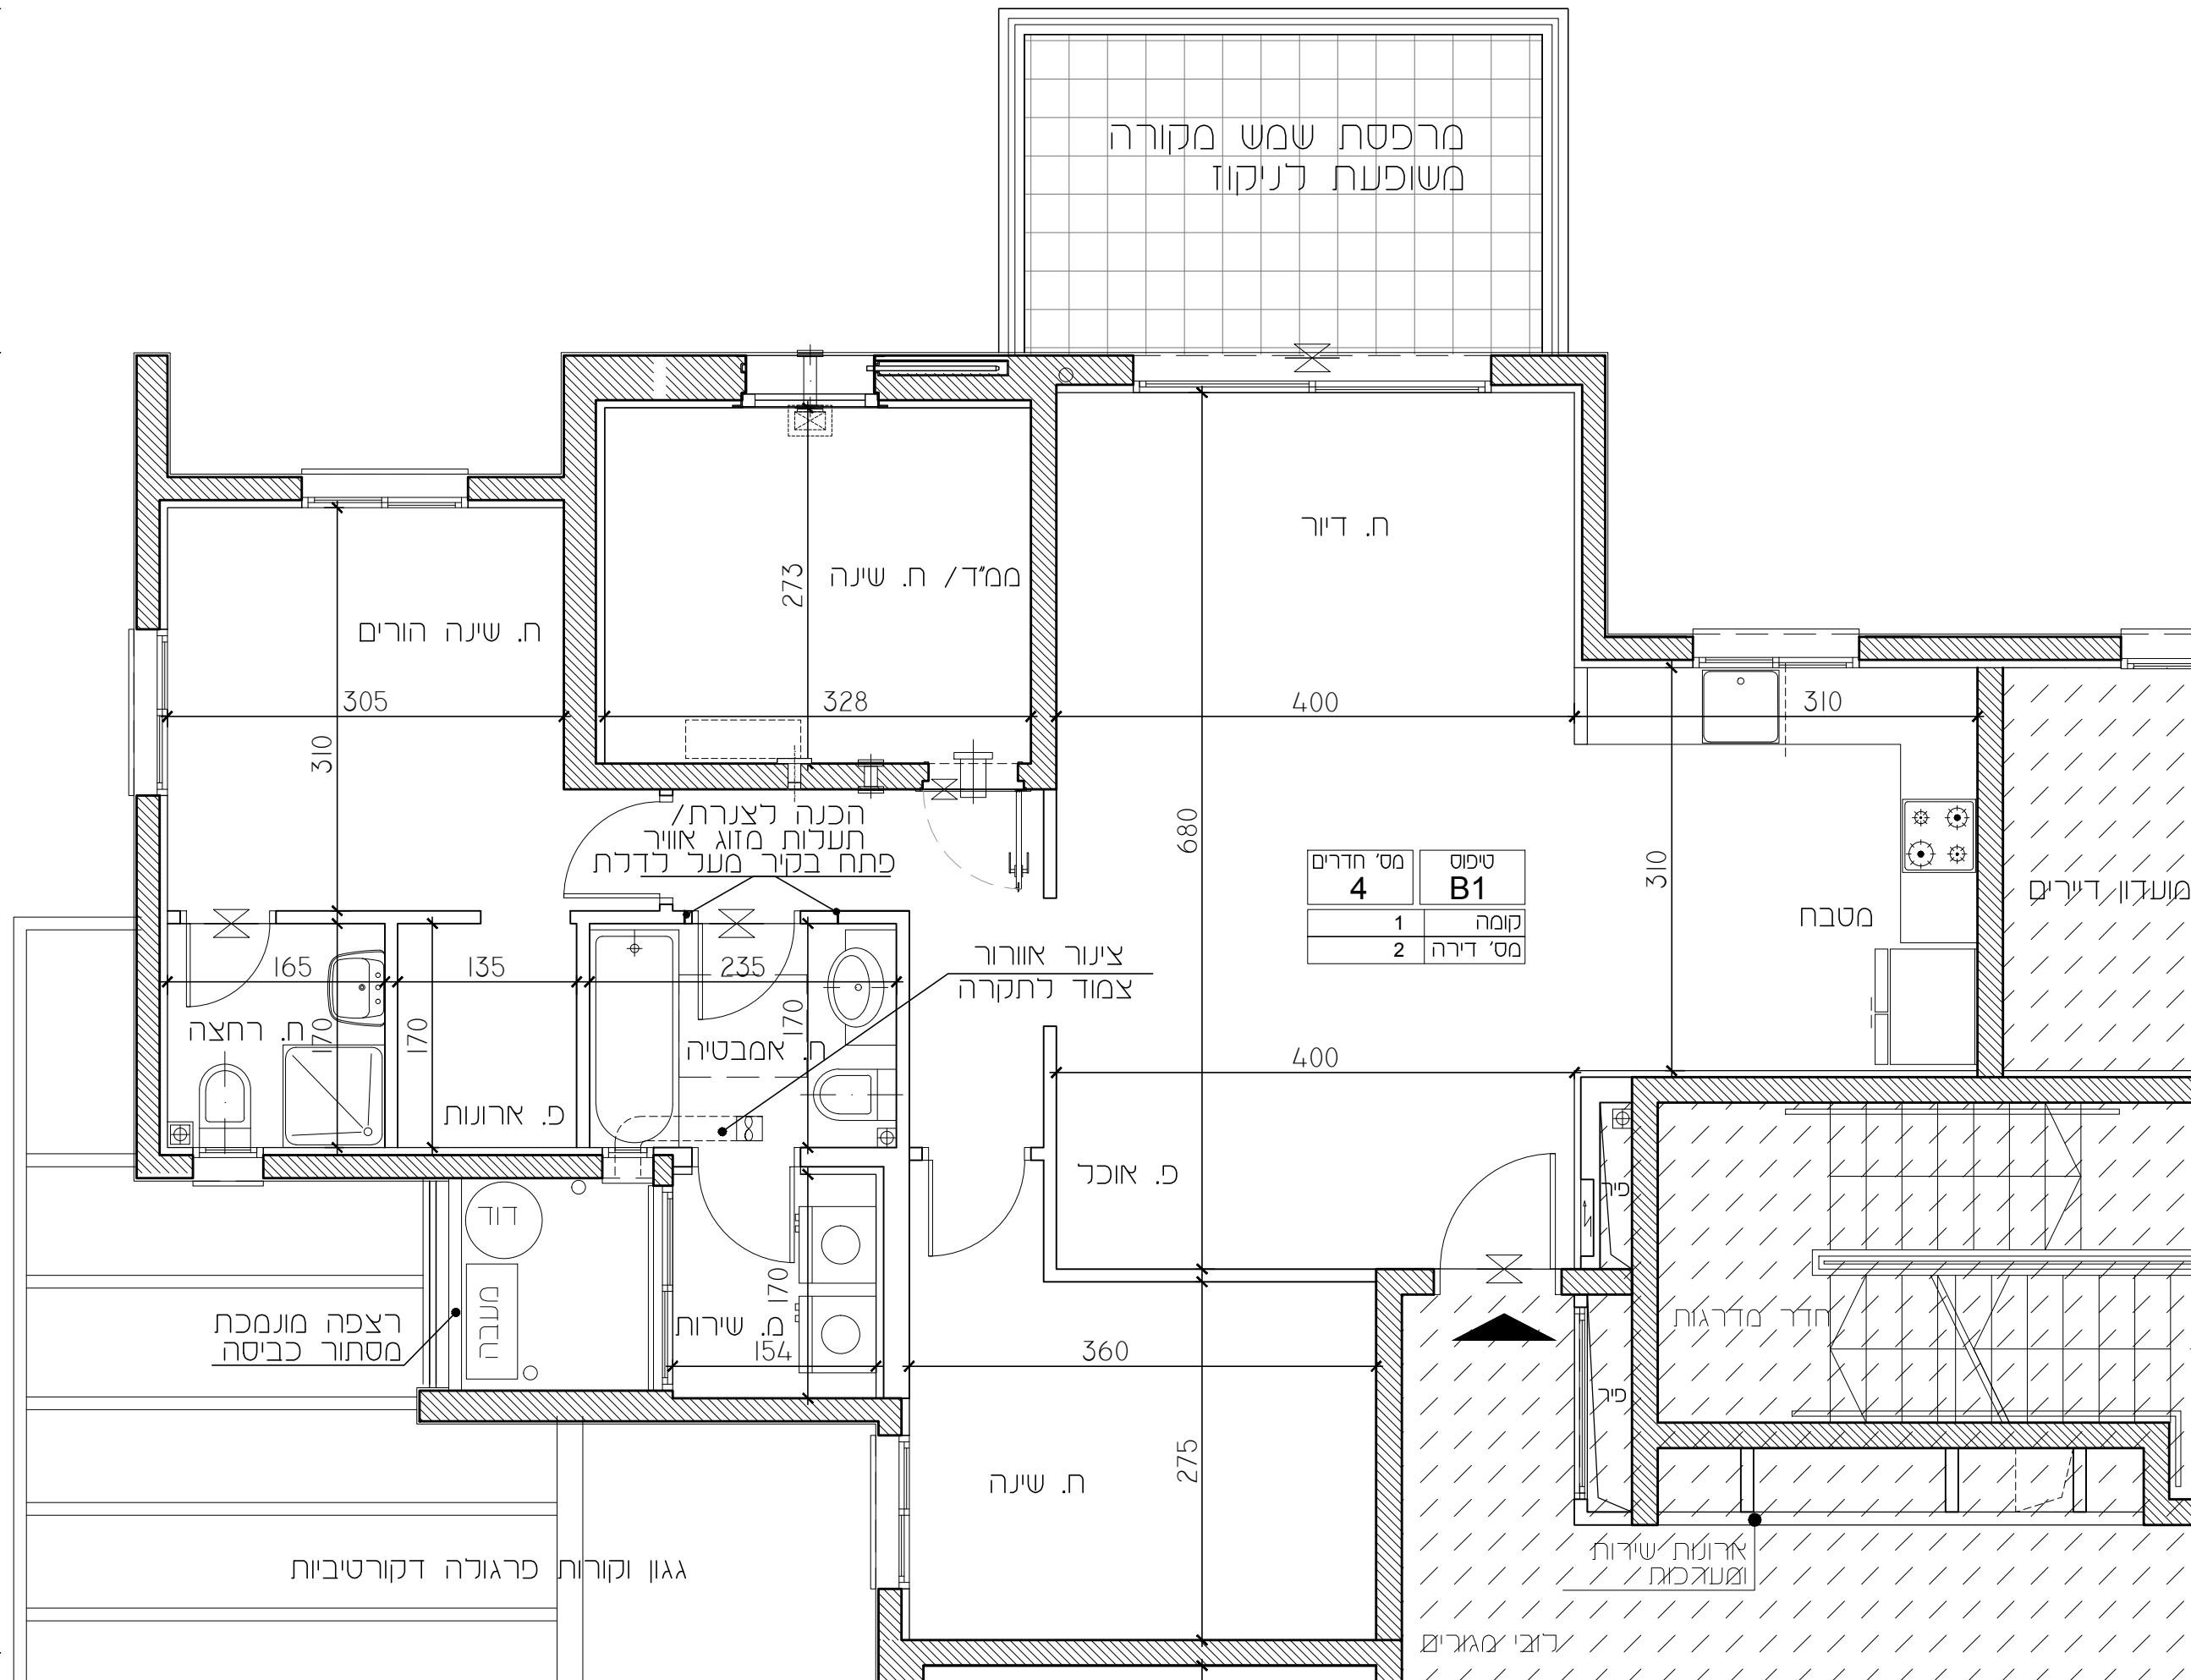 מרפסת שמש מקורה
משופעת לניקוז
ח. דיור
ממ"ד/ ח. שינה
273
ח. שינה הורים
305
328
400
310
310
680
310
הכנה לצנרת/
תעלות מזוג אוויר
פתח בקיר מעל לדלת
טיפוס
B1
מס' חדרים
4
קומה 1
מס' דירה 2
מטבח
מועדון דיירים
צינור אוורור
צמוד לתקרה
165
135
235
170
170
170
ח. רחצה
ח. אמבטיה
פ. ארונות
400
פ. אוכל
פיר
דוד
מעבה
170
מ. שירות
154
רצפה מונמכת
מסתור כביסה
360
חדר מדרגות
פיר
275
ח. שינה
גגון וקורות פרגולה דקורטיביות
ארונות שירות
ומערכות
לובי מגורים